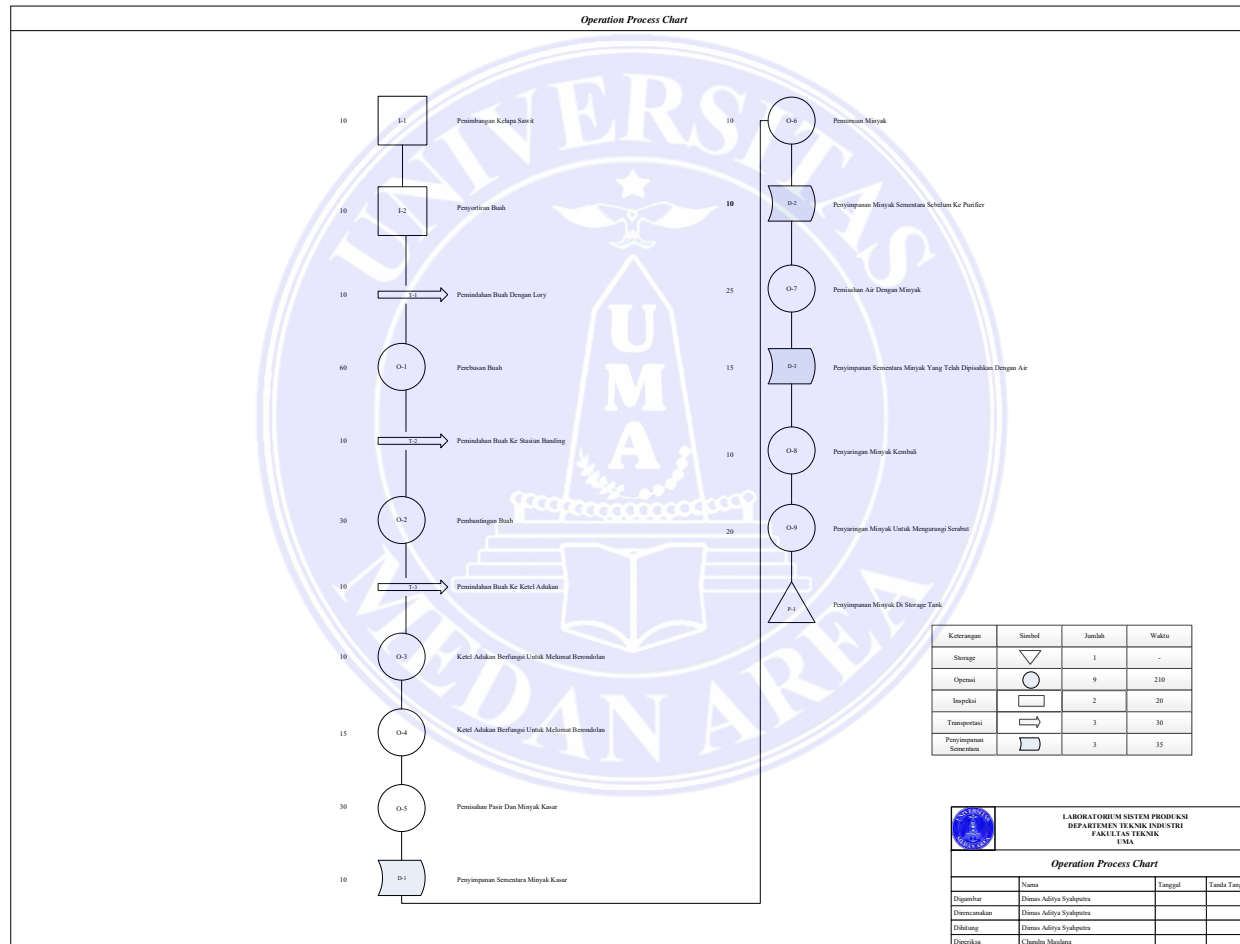 Operation Process Chart
10 I-1 Penimbangan Kelapa Sawit
10 I-2 Penyortiran Buah
10 T-1 Pemindahan Buah Dengan Lory
60 O-1 Perebusan Buah
10 T-2 Pemindahan Buah Ke Stasiun Banding
30 O-2 Pembantingan Buah
10 T-3 Pemindahan Buah Ke Ketel Adukan
10 O-3 Ketel Adukan Berfungsi Untuk Melumat Berondolan
15 O-4 Ketel Adukan Berfungsi Untuk Melumat Berondolan
30 O-5 Pemisahan Pasir Dan Minyak Kasar
10 D-1 Penyimpanan Sementara Minyak Kasar
10 O-6 Pemurnian Minyak
10 D-2 Penyimpanan Minyak Sementara Sebelum Ke Purifier
25 O-7 Pemisahan Air Dengan Minyak
15 D-3 Penyimpanan Sementara Minyak Yang Telah Dipisahkan Dengan Air
10 O-8 Penyaringan Minyak Kembali
20 O-9 Penyaringan Minyak Untuk Mengurangi Serabut
P-1 Penyimpanan Minyak Di Storage Tank
UNIVERSITAS
UMA
MEDAN AREA
Keterangan Simbol Jumlah Waktu
Storage 1 -
Operasi 9 210
Inspeksi 2 20
Transportasi 3 30
Penyimpanan
Sementara 3 35
LABORATORIUM SISTEM PRODUKSI
DEPARTEMEN TEKNIK INDUSTRI
FAKULTAS TEKNIK
UMA
Operation Process Chart
Nama Tanggal Tanda Tang
Digambar Dimas Aditya Syahputra
Direncanakan Dimas Aditya Syahputra
Dihitung Dimas Aditya Syahputra
Diperiksa Chandra Maulana